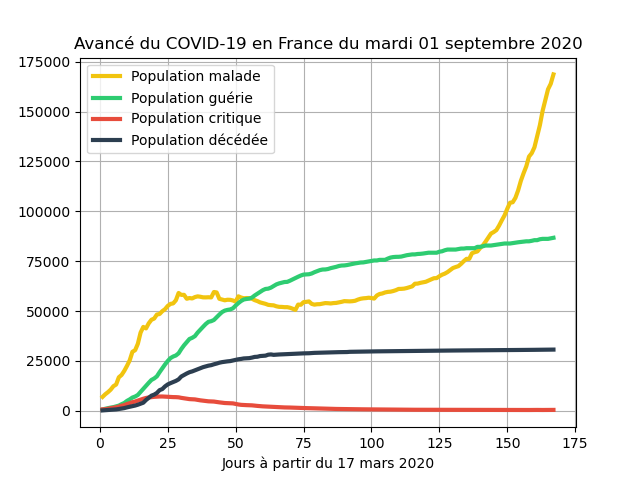 Avancé du COVID-19 en France du mardi 01 septembre 2020
175000
150000
125000
100000
75000
50000
25000
0
Population malade
Population guérie
Population critique
Population décédée
0 25 50 75 100 125 150 175
Jours à partir du 17 mars 2020